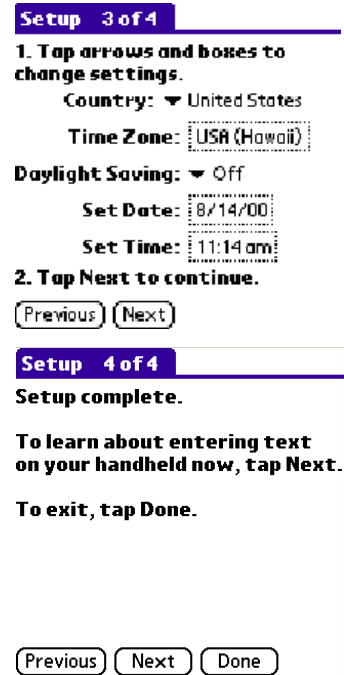 Setup 3 of 4
1. Tap arrows and boxes to
change settings.
Country: United States
Time Zone: USA (Hawaii)
Daylight Saving: Off
Set Date: 8/14/00
Set Time: 11:14 am
2. Tap Next to continue.
Previous Next
Setup 4 of 4
Setup complete.
To learn about entering text
on your handheld now, tap Next.
To exit, tap Done.
Previous Next Done